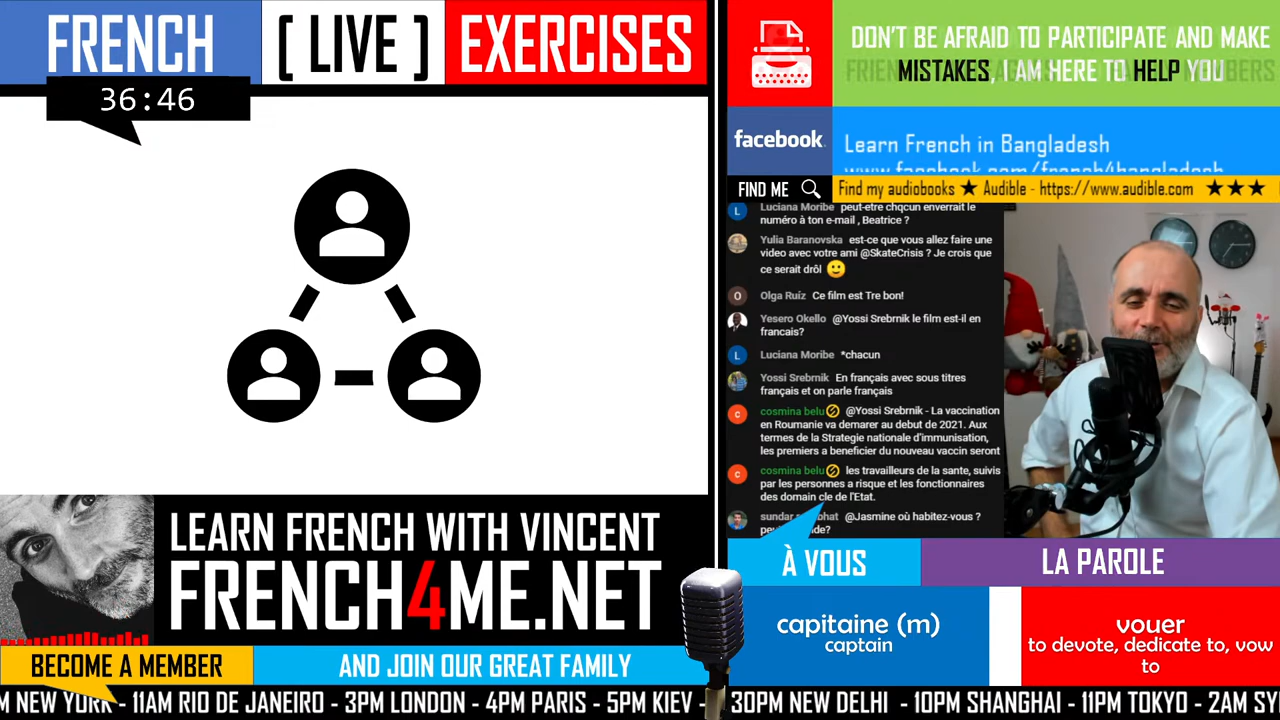 FRENCH
[ LIVE ]
EXERCISES
36:46
DON'T BE AFRAID TO PARTICIPATE AND MAKE
MISTAKES, I AM HERE TO HELP YOU
facebook
Learn French in Bangladesh
www.facebook.com/french4bangladesh
FIND ME
Find my audiobooks ★ Audible - https://www.audible.com ★★★
L Luciana Moribe peut-etre chqcun enverrait le
numéro à ton e-mail , Beatrice ?
Yulia Baranovska est-ce que vous allez faire une
video avec votre ami @SkateCrisis ? Je crois que
ce serait drôl 🙂
O Olga Ruiz Ce film est Tre bon!
Yesero Okello @Yossi Srebrnik le film est-il en
francais?
L Luciana Moribe *chacun
Yossi Srebrnik En français avec sous titres
français et on parle français
c cosmina belu @Yossi Srebrnik - La vaccination
en Roumanie va demarer au debut de 2021. Aux
termes de la Strategie nationale d'immunisation,
les premiers a beneficier du nouveau vaccin seront
c cosmina belu les travailleurs de la sante, suivis
par les personnes a risque et les fonctionnaires
des domain cle de l'Etat.
sundar @Jasmine où habitez-vous ?
À VOUS
LA PAROLE
LEARN FRENCH WITH VINCENT
FRENCH4ME.NET
capitaine (m)
captain
vouer
to devote, dedicate to, vow
to
BECOME A MEMBER
AND JOIN OUR GREAT FAMILY
M NEW YORK - 11AM RIO DE JANEIRO - 3PM LONDON - 4PM PARIS - 5PM KIEV - 30PM NEW DELHI - 10PM SHANGHAI - 11PM TOKYO - 2AM SY